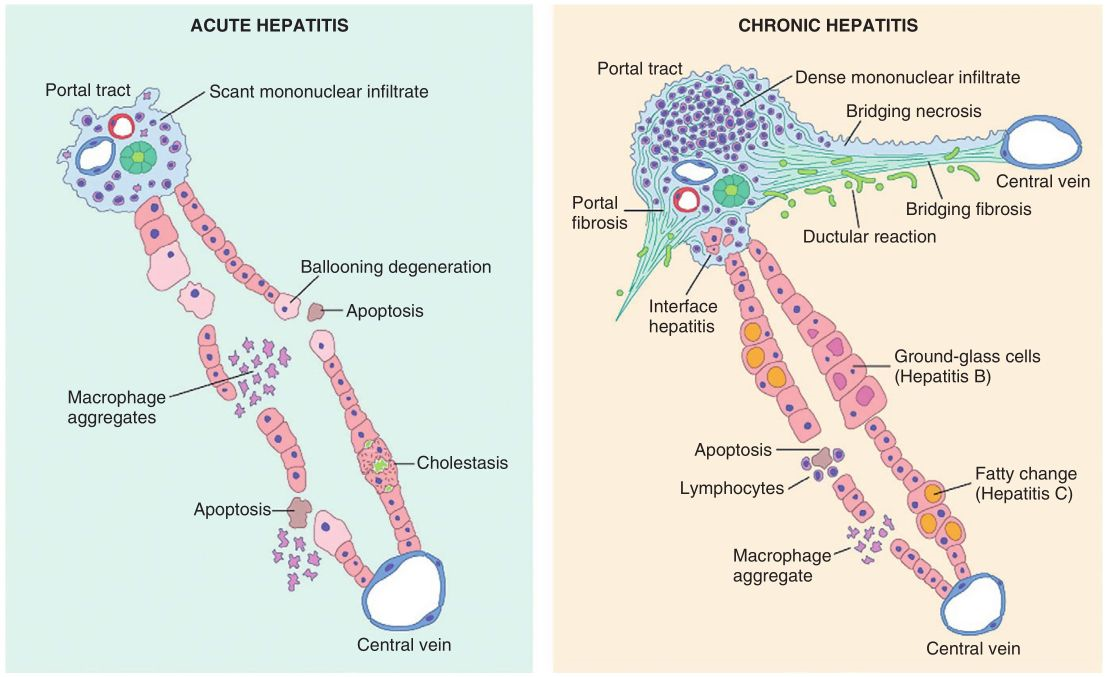 ACUTE HEPATITIS
Portal tract
Scant mononuclear infiltrate
Ballooning degeneration
Apoptosis
Macrophage
aggregates
Cholestasis
Apoptosis
Central vein
CHRONIC HEPATITIS
Portal tract
Dense mononuclear infiltrate
Bridging necrosis
Central vein
Portal
fibrosis
Bridging fibrosis
Ductular reaction
Interface
hepatitis
Ground-glass cells
(Hepatitis B)
Apoptosis
Lymphocytes
Fatty change
(Hepatitis C)
Macrophage
aggregate
Central vein